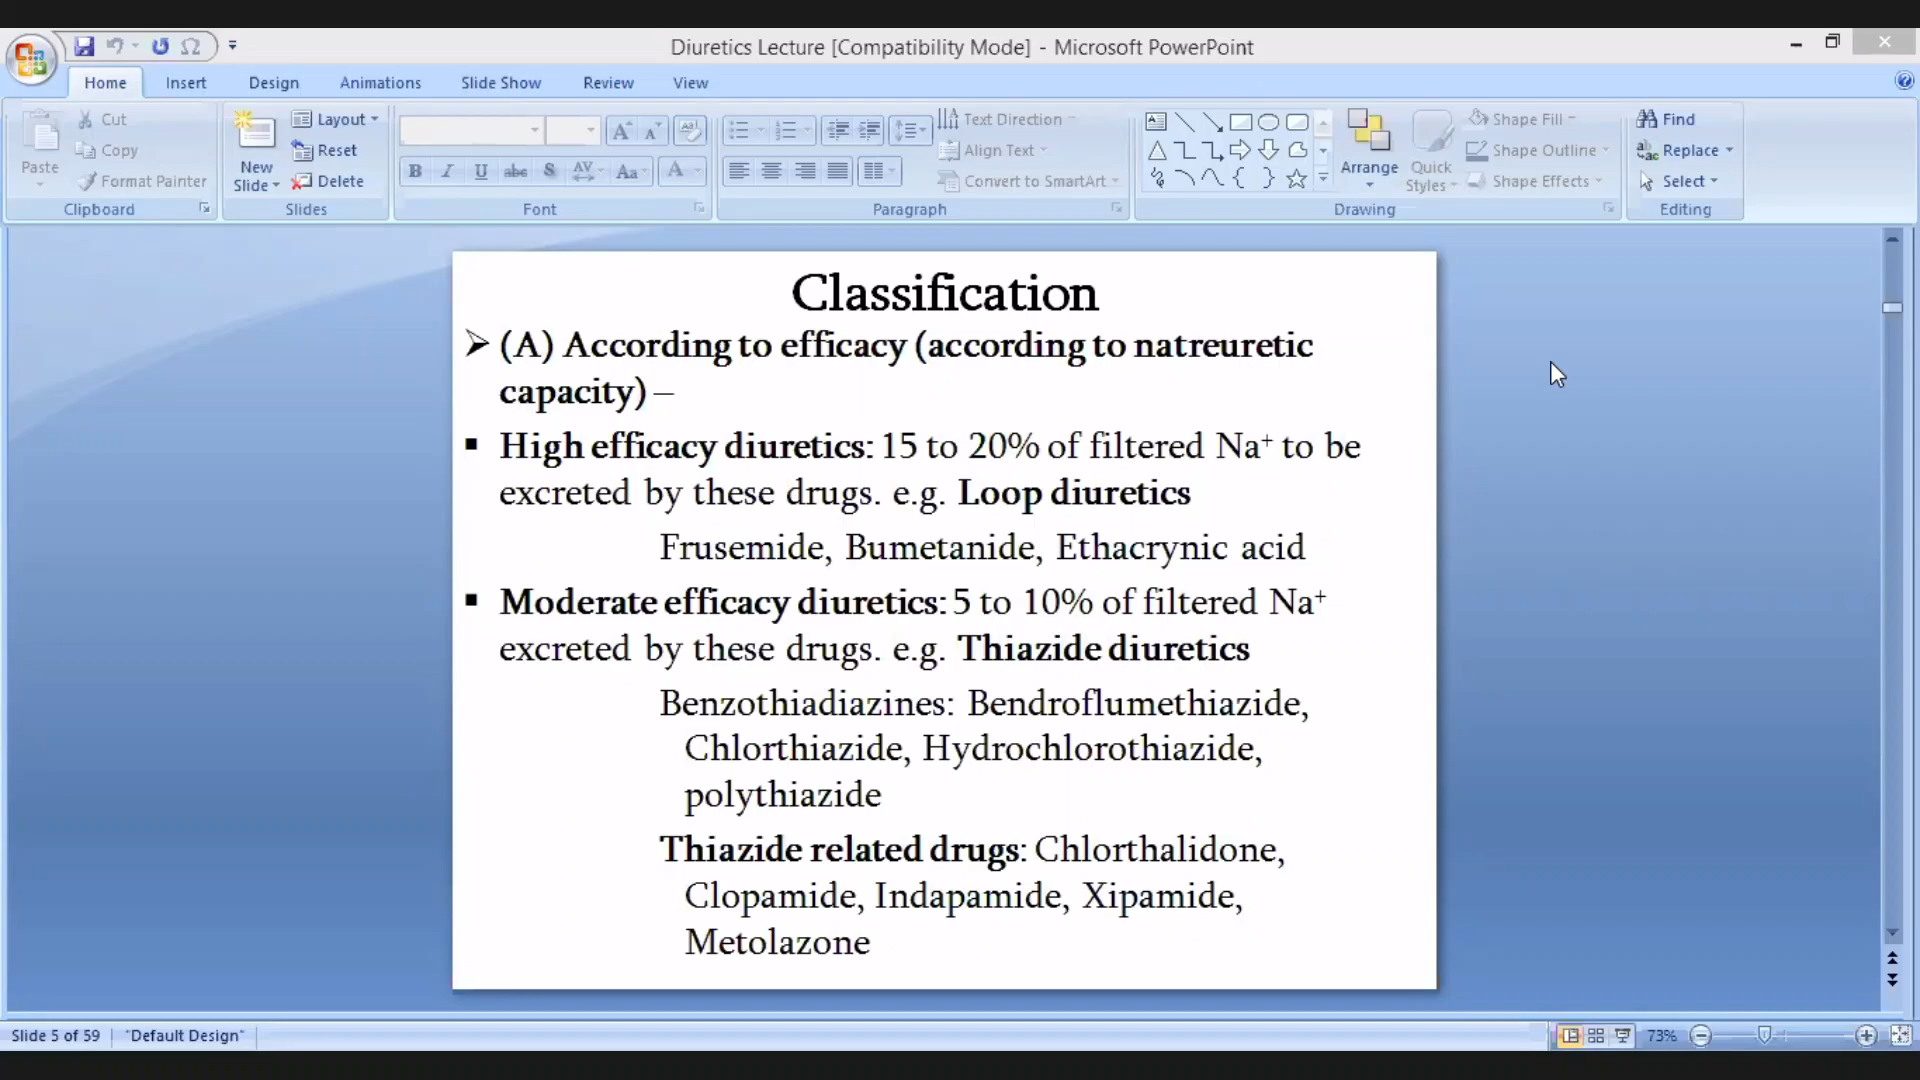 Diuretics Lecture [Compatibility Mode] - Microsoft PowerPoint
Home Insert Design Animations Slide Show Review View
Paste
Cut
Copy
Format Painter
Clipboard
New Slide
Layout
Reset
Delete
Slides
Font
Text Direction
Align Text
Convert to SmartArt
Paragraph
Arrange
Quick Styles
Shape Fill
Shape Outline
Shape Effects
Drawing
Find
Replace
Select
Editing
Classification
➢ (A) According to efficacy (according to natreuretic
capacity) –
▪ High efficacy diuretics: 15 to 20% of filtered Na⁺ to be
excreted by these drugs. e.g. Loop diuretics
Frusemide, Bumetanide, Ethacrynic acid
▪ Moderate efficacy diuretics: 5 to 10% of filtered Na⁺
excreted by these drugs. e.g. Thiazide diuretics
Benzothiadiazines: Bendroflumethiazide,
Chlorthiazide, Hydrochlorothiazide,
polythiazide
Thiazide related drugs: Chlorthalidone,
Clopamide, Indapamide, Xipamide,
Metolazone
Slide 5 of 59 "Default Design" 73%